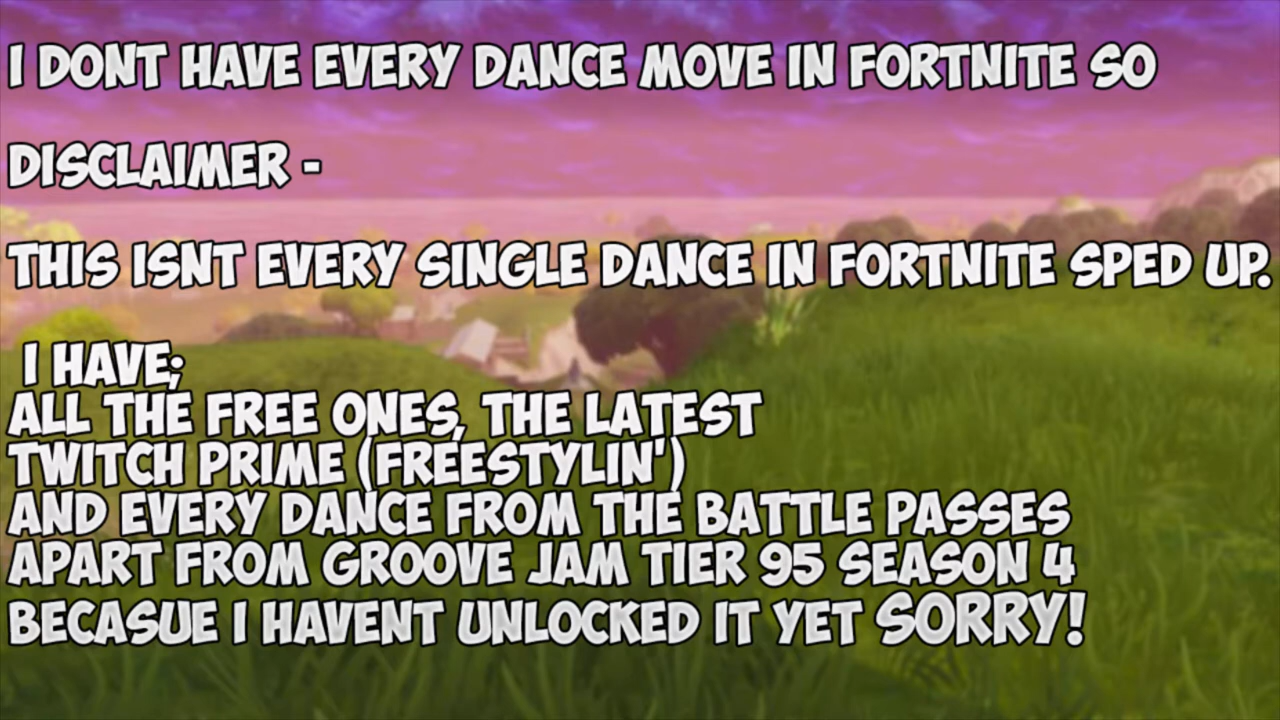 I DONT HAVE EVERY DANCE MOVE IN FORTNITE SO
DISCLAIMER -
THIS ISNT EVERY SINGLE DANCE IN FORTNITE SPED UP.
I HAVE;
ALL THE FREE ONES, THE LATEST
TWITCH PRIME (FREESTYLIN')
AND EVERY DANCE FROM THE BATTLE PASSES
APART FROM GROOVE JAM TIER 95 SEASON 4
BECASUE I HAVENT UNLOCKED IT YET SORRY!